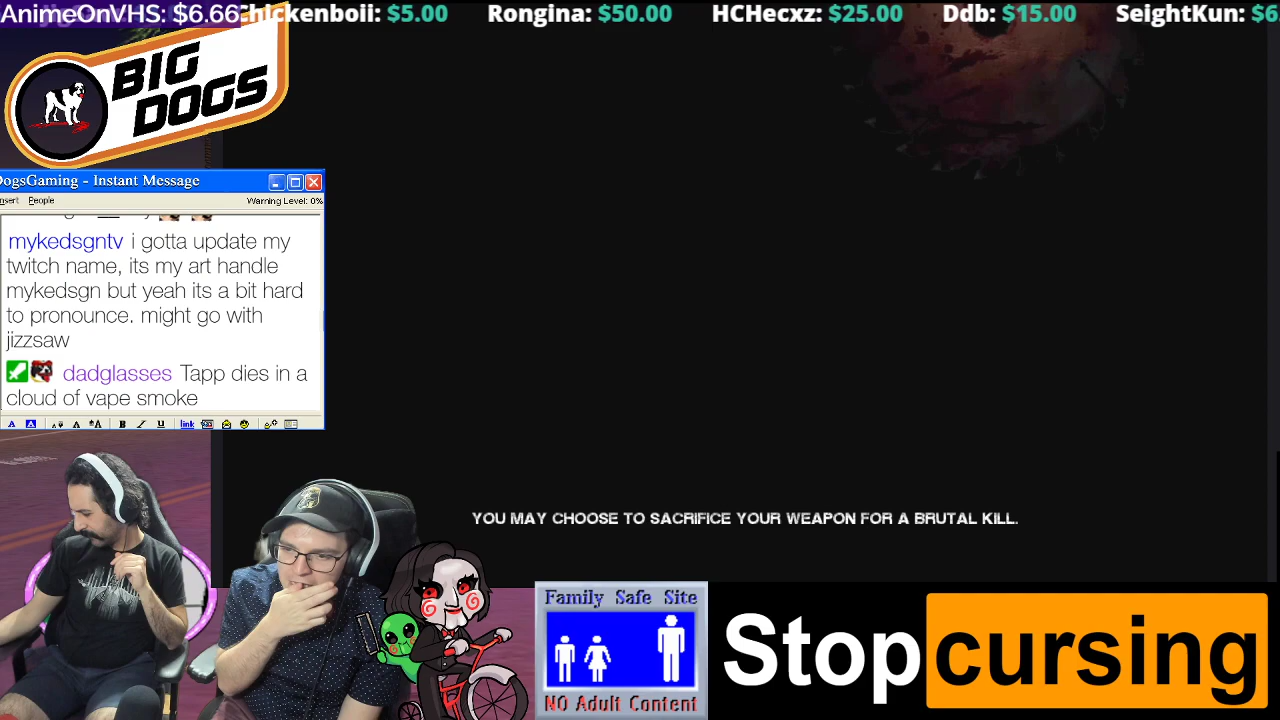 AnimeOnVHS: $6.66 Chickenboii: $5.00 Rongina: $50.00 HCHecxz: $25.00 Ddb: $15.00 SeightKun: $6
BIG
DOGS
DogsGaming - Instant Message
nsert People Warning Level: 0%
mykedsgntv i gotta update my
twitch name, its my art handle
mykedsgn but yeah its a bit hard
to pronounce. might go with
jizzsaw
dadglasses Tapp dies in a
cloud of vape smoke
A A A A A B I U link
YOU MAY CHOOSE TO SACRIFICE YOUR WEAPON FOR A BRUTAL KILL.
Family Safe Site
NO Adult Content
Stop cursing